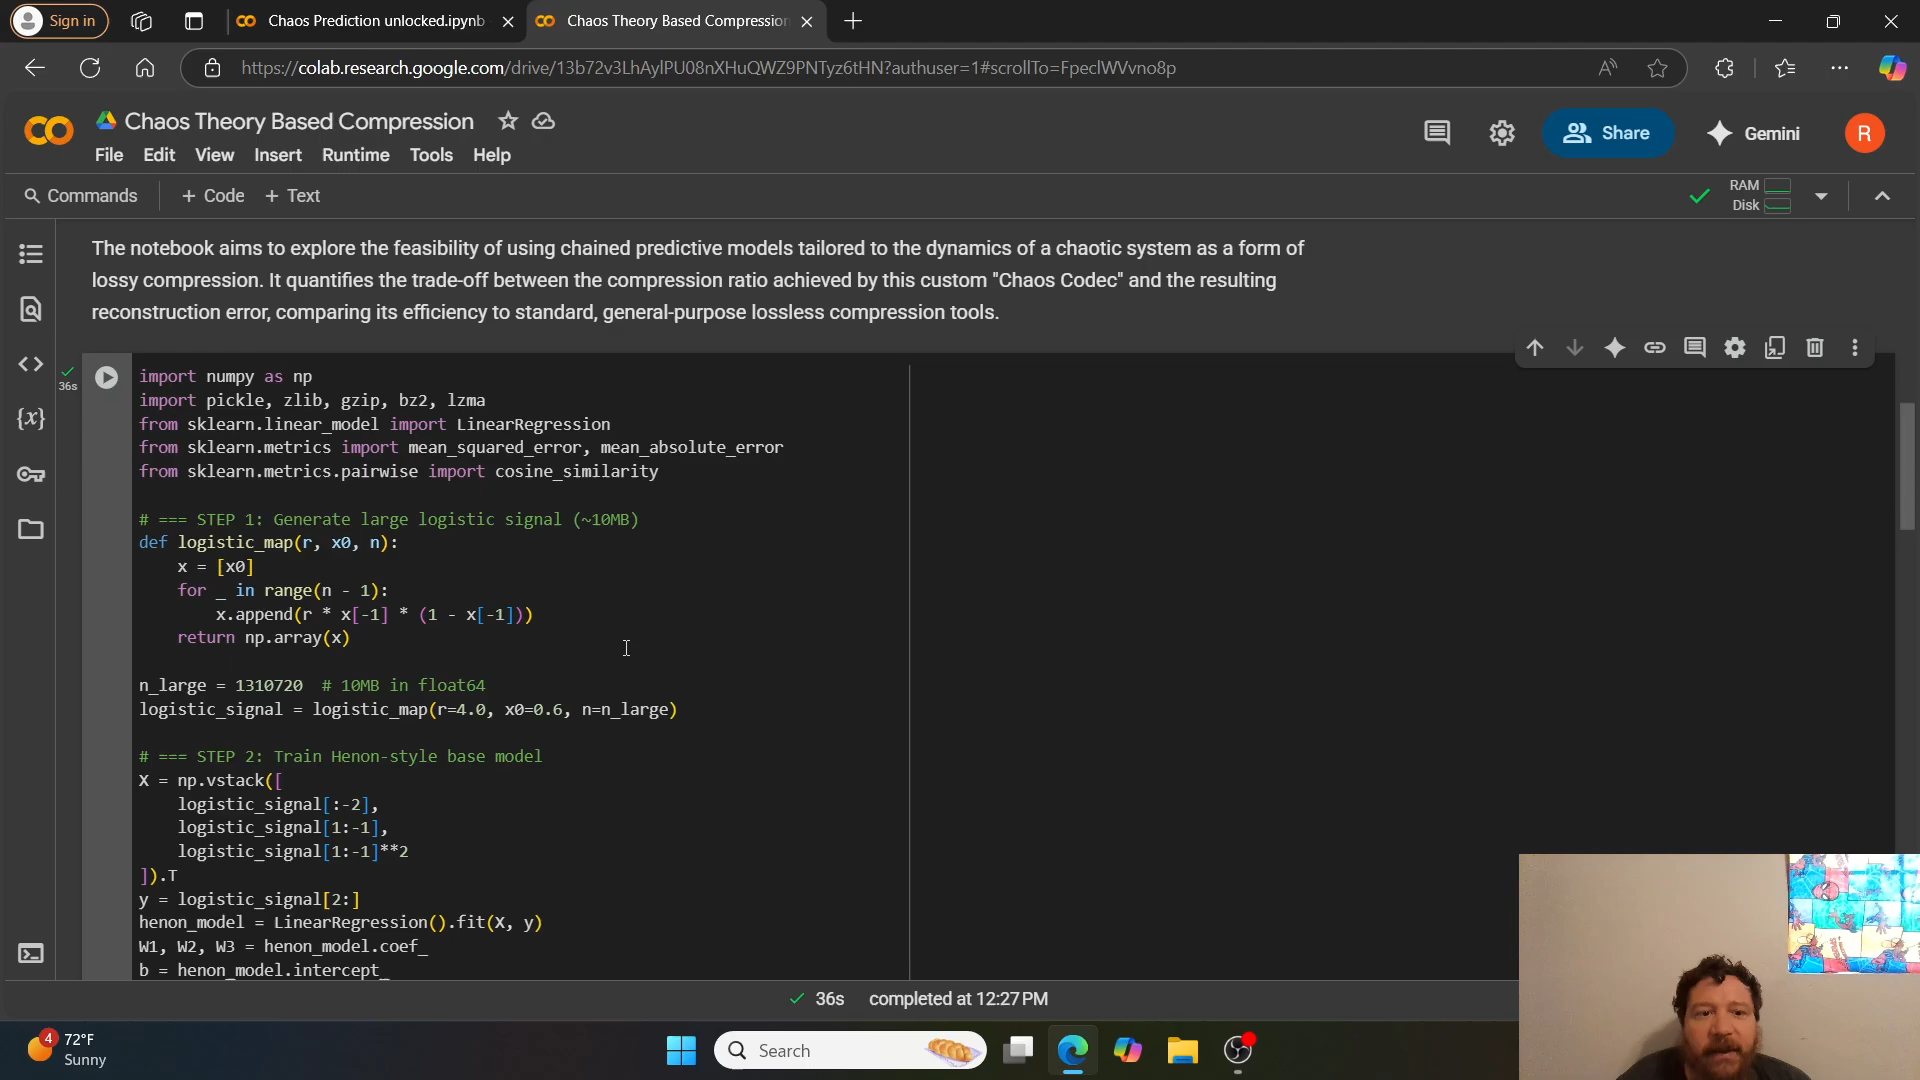 Sign in
Chaos Prediction unlocked.ipynb
Chaos Theory Based Compression
https://colab.research.google.com/drive/13b72v3LhAylPU08nXHuQWZ9PNTyz6tHN?authuser=1#scrollTo=FpeclWVvno8p
Chaos Theory Based Compression
File Edit View Insert Runtime Tools Help
Share
Gemini
R
Commands + Code + Text
RAM
Disk
The notebook aims to explore the feasibility of using chained predictive models tailored to the dynamics of a chaotic system as a form of
lossy compression. It quantifies the trade-off between the compression ratio achieved by this custom "Chaos Codec" and the resulting
reconstruction error, comparing its efficiency to standard, general-purpose lossless compression tools.
36s
import numpy as np
import pickle, zlib, gzip, bz2, lzma
from sklearn.linear_model import LinearRegression
from sklearn.metrics import mean_squared_error, mean_absolute_error
from sklearn.metrics.pairwise import cosine_similarity
# === STEP 1: Generate large logistic signal (~10MB)
def logistic_map(r, x0, n):
x = [x0]
for _ in range(n - 1):
x.append(r * x[-1] * (1 - x[-1]))
return np.array(x)
n_large = 1310720 # 10MB in float64
logistic_signal = logistic_map(r=4.0, x0=0.6, n=n_large)
# === STEP 2: Train Henon-style base model
X = np.vstack([
logistic_signal[:-2],
logistic_signal[1:-1],
logistic_signal[1:-1]**2
]).T
y = logistic_signal[2:]
henon_model = LinearRegression().fit(X, y)
W1, W2, W3 = henon_model.coef_
b = henon_model.intercept_
36s completed at 12:27 PM
4
72°F
Sunny
Search